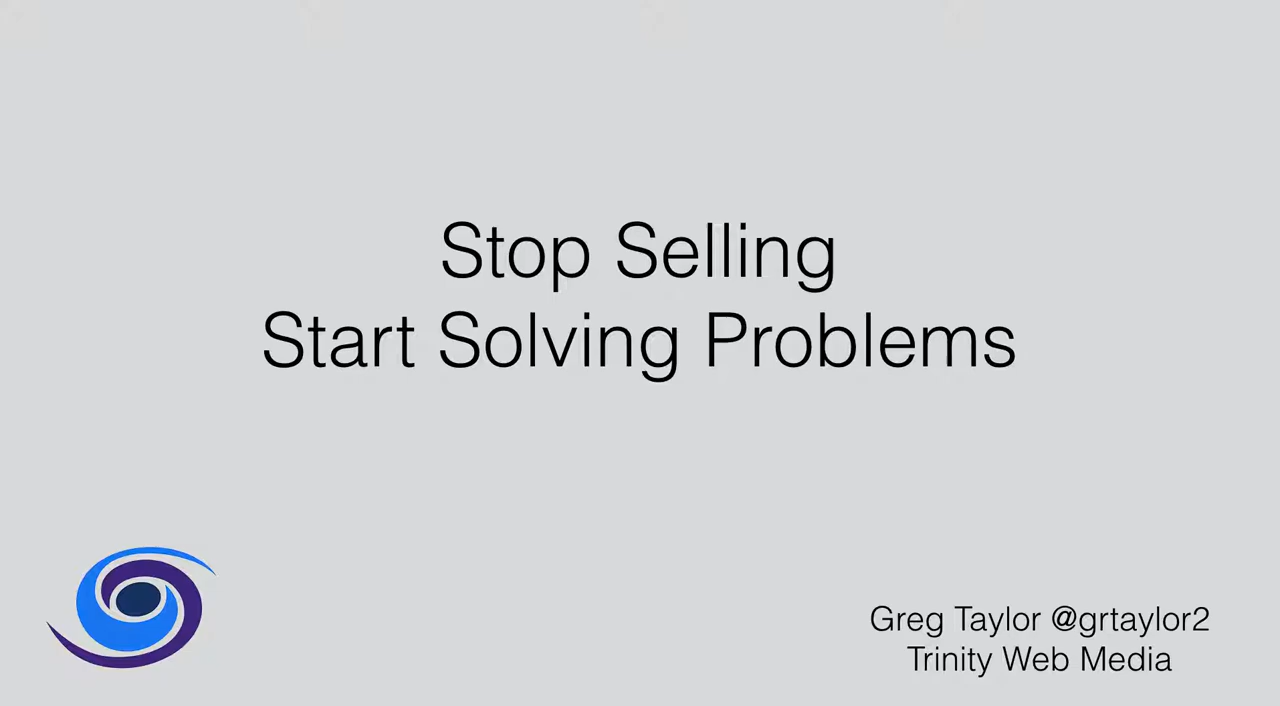 Stop Selling
Start Solving Problems
Greg Taylor @grtaylor2
Trinity Web Media